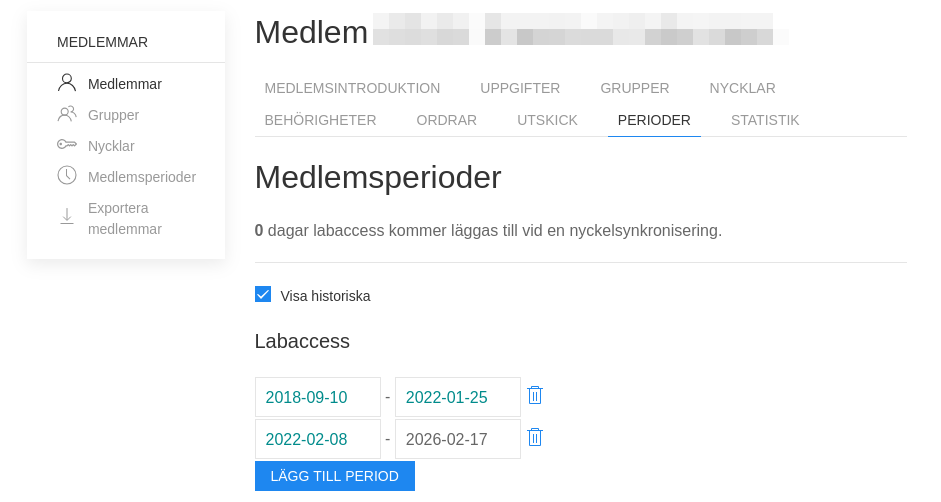 MEDLEMMAR
Medlemmar
Grupper
Nycklar
Medlemsperioder
Exportera
medlemmar
Medlem
MEDLEMSINTRODUKTION UPPGIFTER GRUPPER NYCKLAR
BEHÖRIGHETER ORDRAR UTSKICK PERIODER STATISTIK
Medlemsperioder
0 dagar labaccess kommer läggas till vid en nyckelsynkronisering.
Visa historiska
Labaccess
2018-09-10 - 2022-01-25
2022-02-08 - 2026-02-17
LÄGG TILL PERIOD